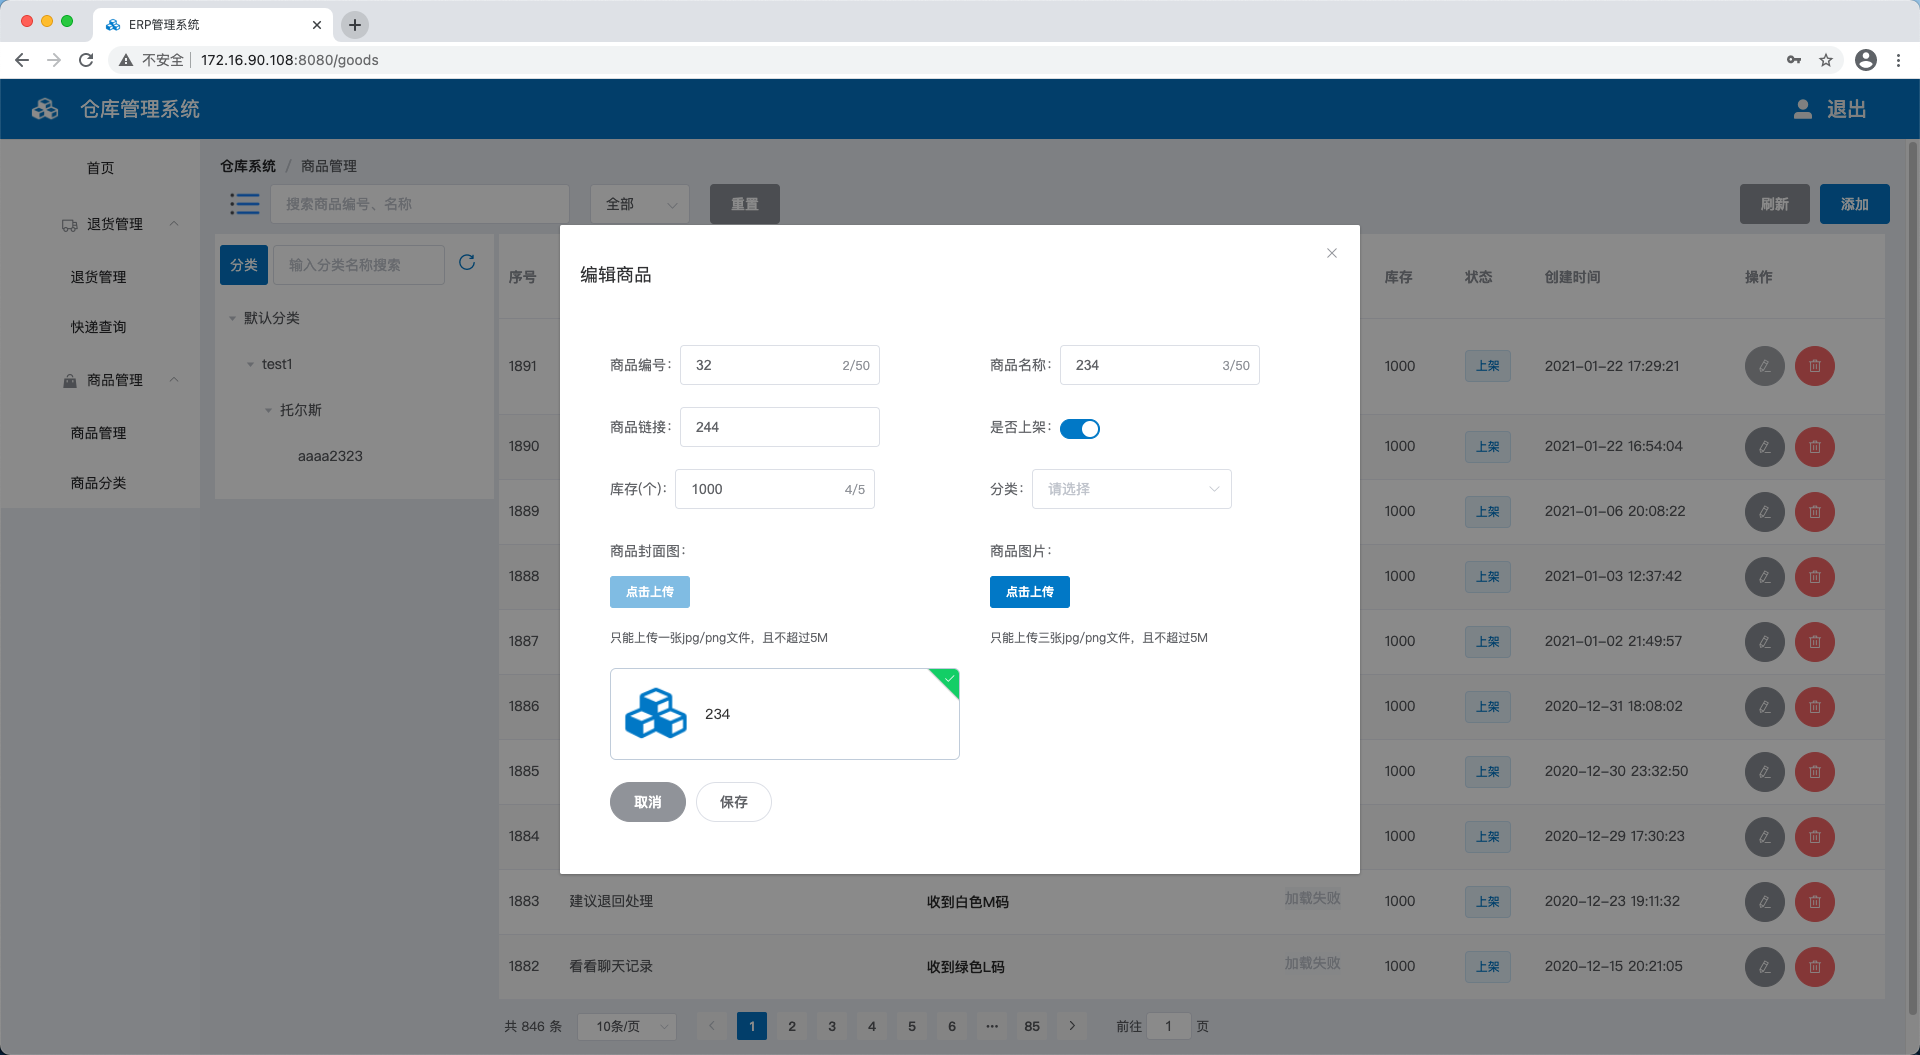 ERP管理系统
不安全 172.16.90.108:8080/goods
仓库管理系统
退出
首页
退货管理
退货管理
快递查询
商品管理
商品管理
商品分类
仓库系统 / 商品管理
搜索商品编号、名称
全部
重置
刷新
添加
分类
输入分类名称搜索
默认分类
test1
托尔斯
aaaa2323
序号 库存 状态 创建时间 操作
1891 1000 上架 2021-01-22 17:29:21
1890 1000 上架 2021-01-22 16:54:04
1889 1000 上架 2021-01-06 20:08:22
1888 1000 上架 2021-01-03 12:37:42
1887 1000 上架 2021-01-02 21:49:57
1886 1000 上架 2020-12-31 18:08:02
1885 1000 上架 2020-12-30 23:32:50
1884 1000 上架 2020-12-29 17:30:23
1883 建议退回处理 收到白色M码 加载失败 1000 上架 2020-12-23 19:11:32
1882 看看聊天记录 收到绿色L码 加载失败 1000 上架 2020-12-15 20:21:05
共 846 条 10条/页 1 2 3 4 5 6 ··· 85 前往 1 页
编辑商品
商品编号: 32 2/50
商品名称: 234 3/50
商品链接: 244
是否上架:
库存(个): 1000 4/5
分类: 请选择
商品封面图:
点击上传
只能上传一张jpg/png文件，且不超过5M
商品图片:
点击上传
只能上传三张jpg/png文件，且不超过5M
234
取消
保存